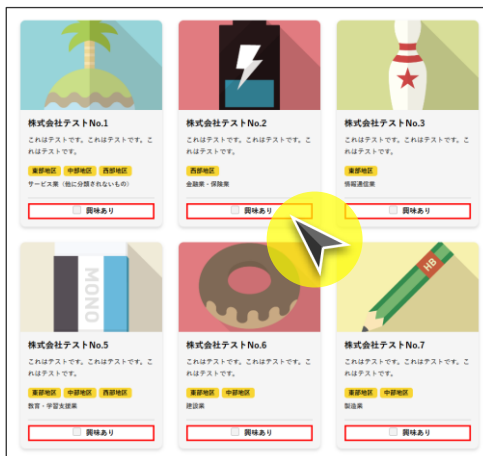 株式会社テストNo.1
これはテストです。これはテストです。こ
れはテストです。
東部地区 中部地区 西部地区
サービス業（他に分類されないもの）
興味あり
株式会社テストNo.2
これはテストです。これはテストです。こ
れはテストです。
西部地区
金融業・保険業
興味あり
株式会社テストNo.3
これはテストです。これはテストです。こ
れはテストです。
東部地区
情報通信業
興味あり
MONO
株式会社テストNo.5
これはテストです。これはテストです。こ
れはテストです。
東部地区 中部地区 西部地区
教育・学習支援業
興味あり
株式会社テストNo.6
これはテストです。これはテストです。こ
れはテストです。
東部地区 中部地区
建設業
興味あり
HB
株式会社テストNo.7
これはテストです。これはテストです。こ
れはテストです。
東部地区 中部地区
製造業
興味あり